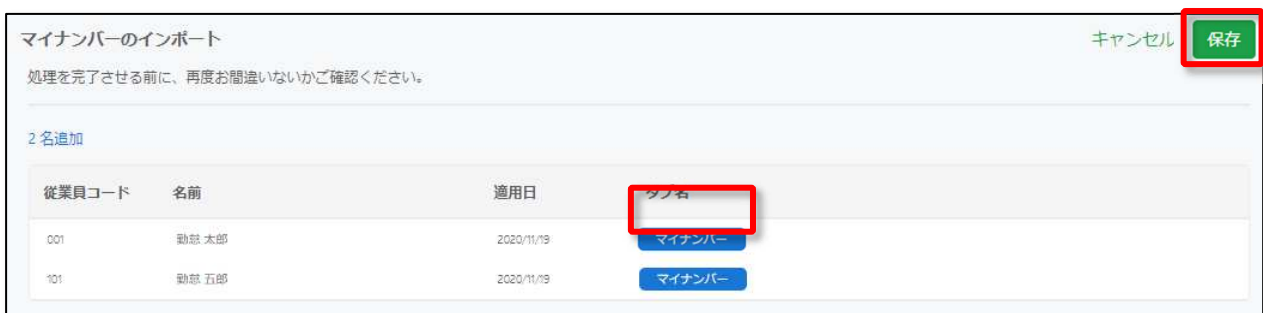 マイナンバーのインポート
キャンセル
保存
処理を完了させる前に、再度お間違いないかご確認ください。
2 名追加
従業員コード 名前 適用日 タブ名
001 勤怠 太郎 2020/11/19 マイナンバー
101 勤怠 五郎 2020/11/19 マイナンバー